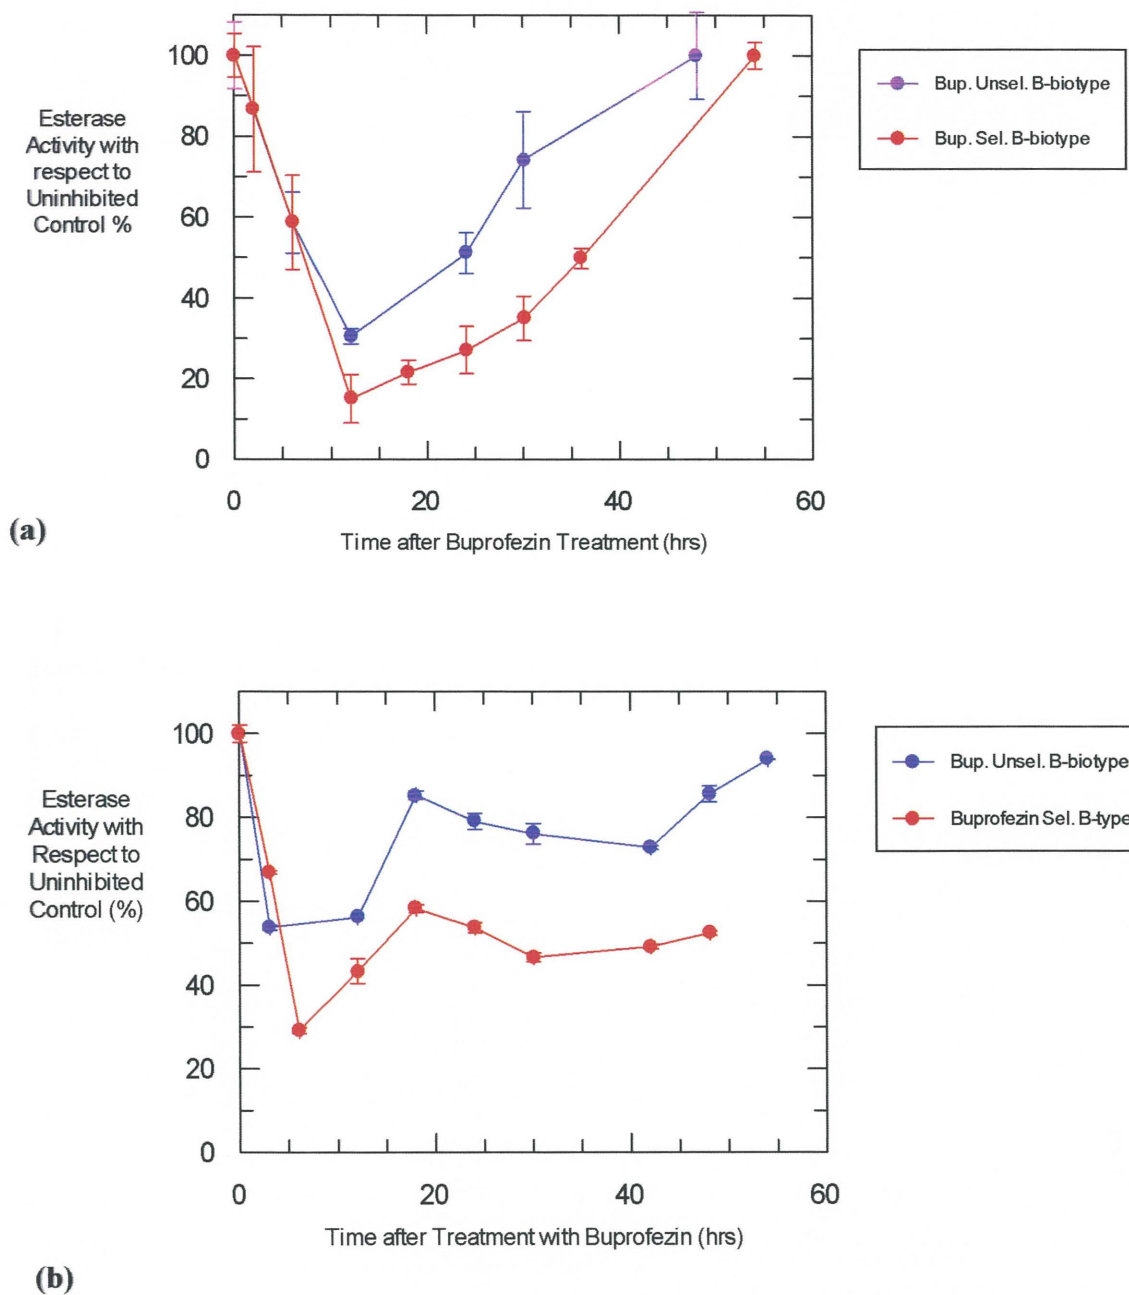 Esterase
Activity with
respect to
Uninhibited
Control %
100
80
60
40
20
0
0 20 40 60
Time after Buprofezin Treatment (hrs)
Bup. Unsel. B-biotype
Bup. Sel. B-biotype
(a)
Esterase
Activity with
Respect to
Uninhibited
Control (%)
100
80
60
40
20
0
0 20 40 60
Time after Treatment with Buprofezin (hrs)
Bup. Unsel. B-biotype
Buprofezin Sel. B-type
(b)